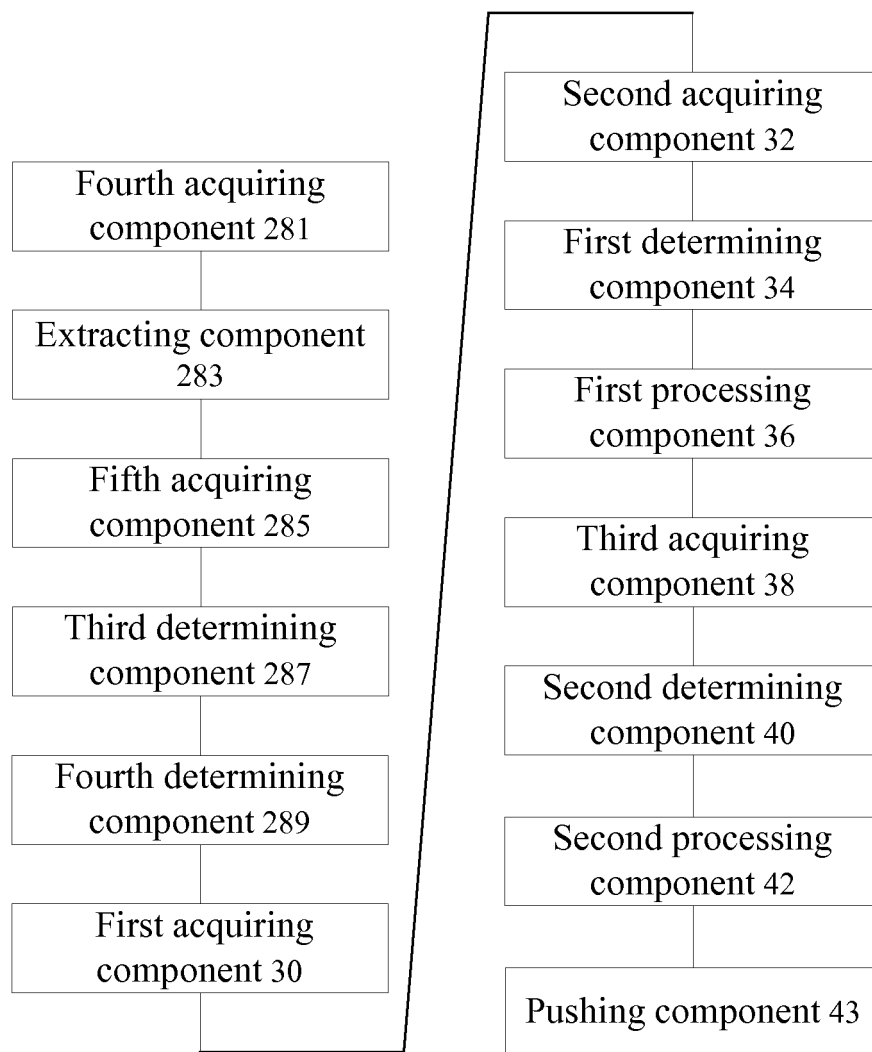 Fourth acquiring
component 281
Extracting component
283
Fifth acquiring
component 285
Third determining
component 287
Fourth determining
component 289
First acquiring
component 30
Second acquiring
component 32
First determining
component 34
First processing
component 36
Third acquiring
component 38
Second determining
component 40
Second processing
component 42
Pushing component 43